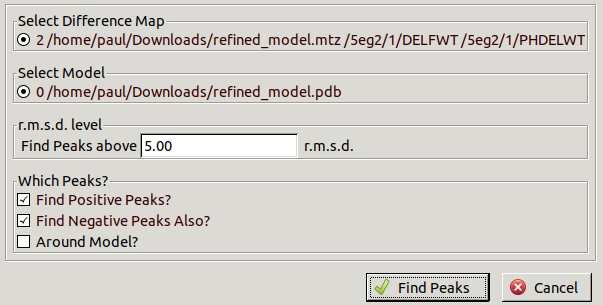 Select Difference Map
2 /home/paul/Downloads/refined_model.mtz /5eg2/1/DELFWT /5eg2/1/PHDELWT
Select Model
0 /home/paul/Downloads/refined_model.pdb
r.m.s.d. level
Find Peaks above 5.00 r.m.s.d.
Which Peaks?
Find Positive Peaks?
Find Negative Peaks Also?
Around Model?
Find Peaks Cancel